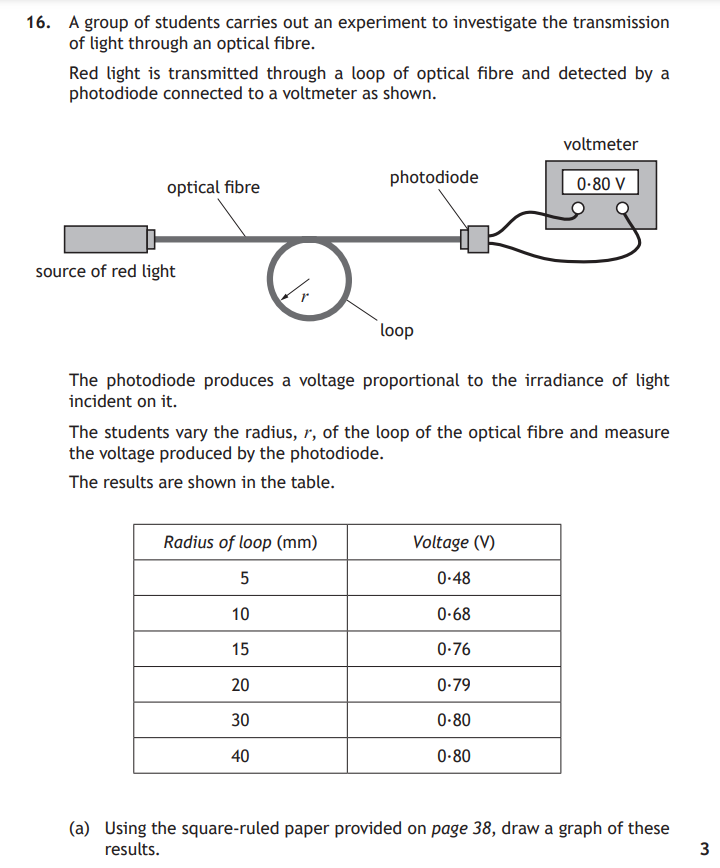 16. A group of students carries out an experiment to investigate the transmission
of light through an optical fibre.
Red light is transmitted through a loop of optical fibre and detected by a
photodiode connected to a voltmeter as shown.
voltmeter
0·80 V
photodiode
optical fibre
source of red light
r
loop
The photodiode produces a voltage proportional to the irradiance of light
incident on it.
The students vary the radius, r, of the loop of the optical fibre and measure
the voltage produced by the photodiode.
The results are shown in the table.
Radius of loop (mm) Voltage (V)
5 0·48
10 0·68
15 0·76
20 0·79
30 0·80
40 0·80
(a) Using the square-ruled paper provided on page 38, draw a graph of these
results. 3